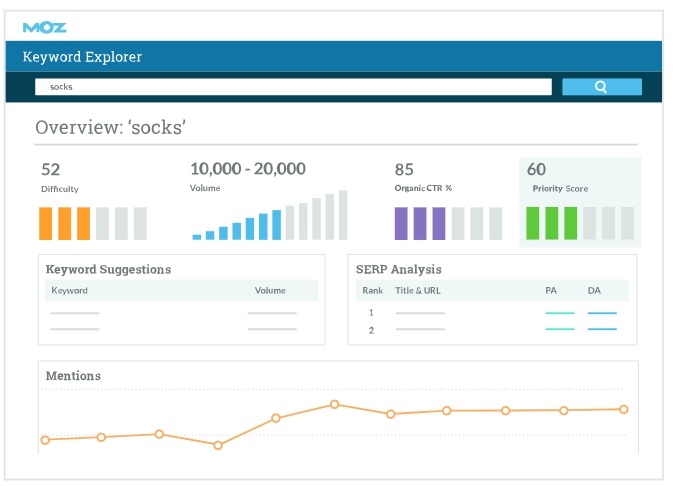 MOZ
Keyword Explorer
socks
Overview: ‘socks’
52
Difficulty
10,000 - 20,000
Volume
85
Organic CTR %
60
Priority Score
Keyword Suggestions
Keyword Volume
SERP Analysis
Rank Title & URL PA DA
1
2
Mentions